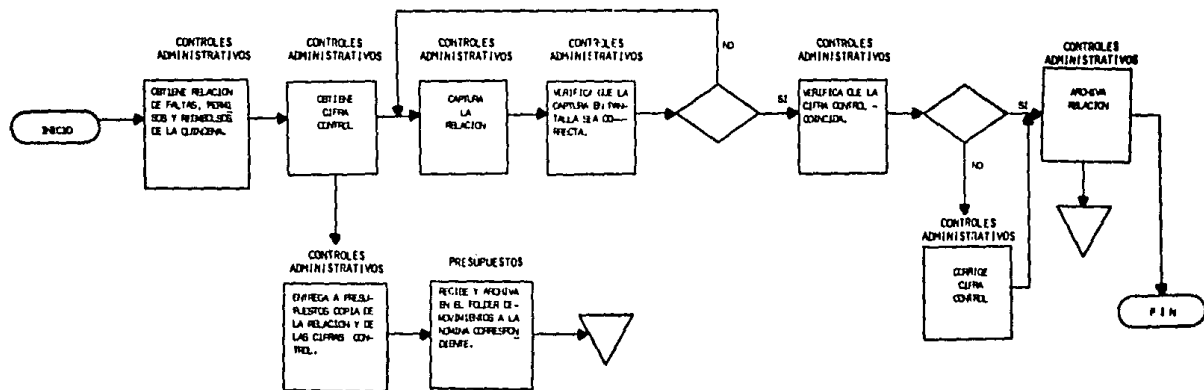 INICIO
CONTROLES
ADMINISTRATIVOS
OBTIENE RELACION
DE FALTAS, PERMI
SOS Y REEMBOLSOS
DE LA QUINCENA.
CONTROLES
ADMINISTRATIVOS
OBTIENE
CIFRA
CONTROL
CONTROLES
ADMINISTRATIVOS
CAPTURA
LA
RELACION
CONTROLES
ADMINISTRATIVOS
VERIFICA QUE LA
CAPTURA EN PAN-
TALLA SEA CO-
RRECTA.
NO
SI
CONTROLES
ADMINISTRATIVOS
VERIFICA QUE LA
CIFRA CONTROL -
COINCIDA.
SI
NO
CONTROLES
ADMINISTRATIVOS
ARCHIVA
RELACION
CONTROLES
ADMINISTRATIVOS
CORRIGE
CIFRA
CONTROL
F I N
CONTROLES
ADMINISTRATIVOS
ENTREGA A PRESU-
PUESTOS COPIA DE
LA RELACION Y DE
LAS CIFRAS CON-
TROL.
PRESUPUESTOS
RECIBE Y ARCHIVA
EN EL FOLDER DE-
MOVIMIENTOS A LA
NOMINA CORRESPON
DIENTE.